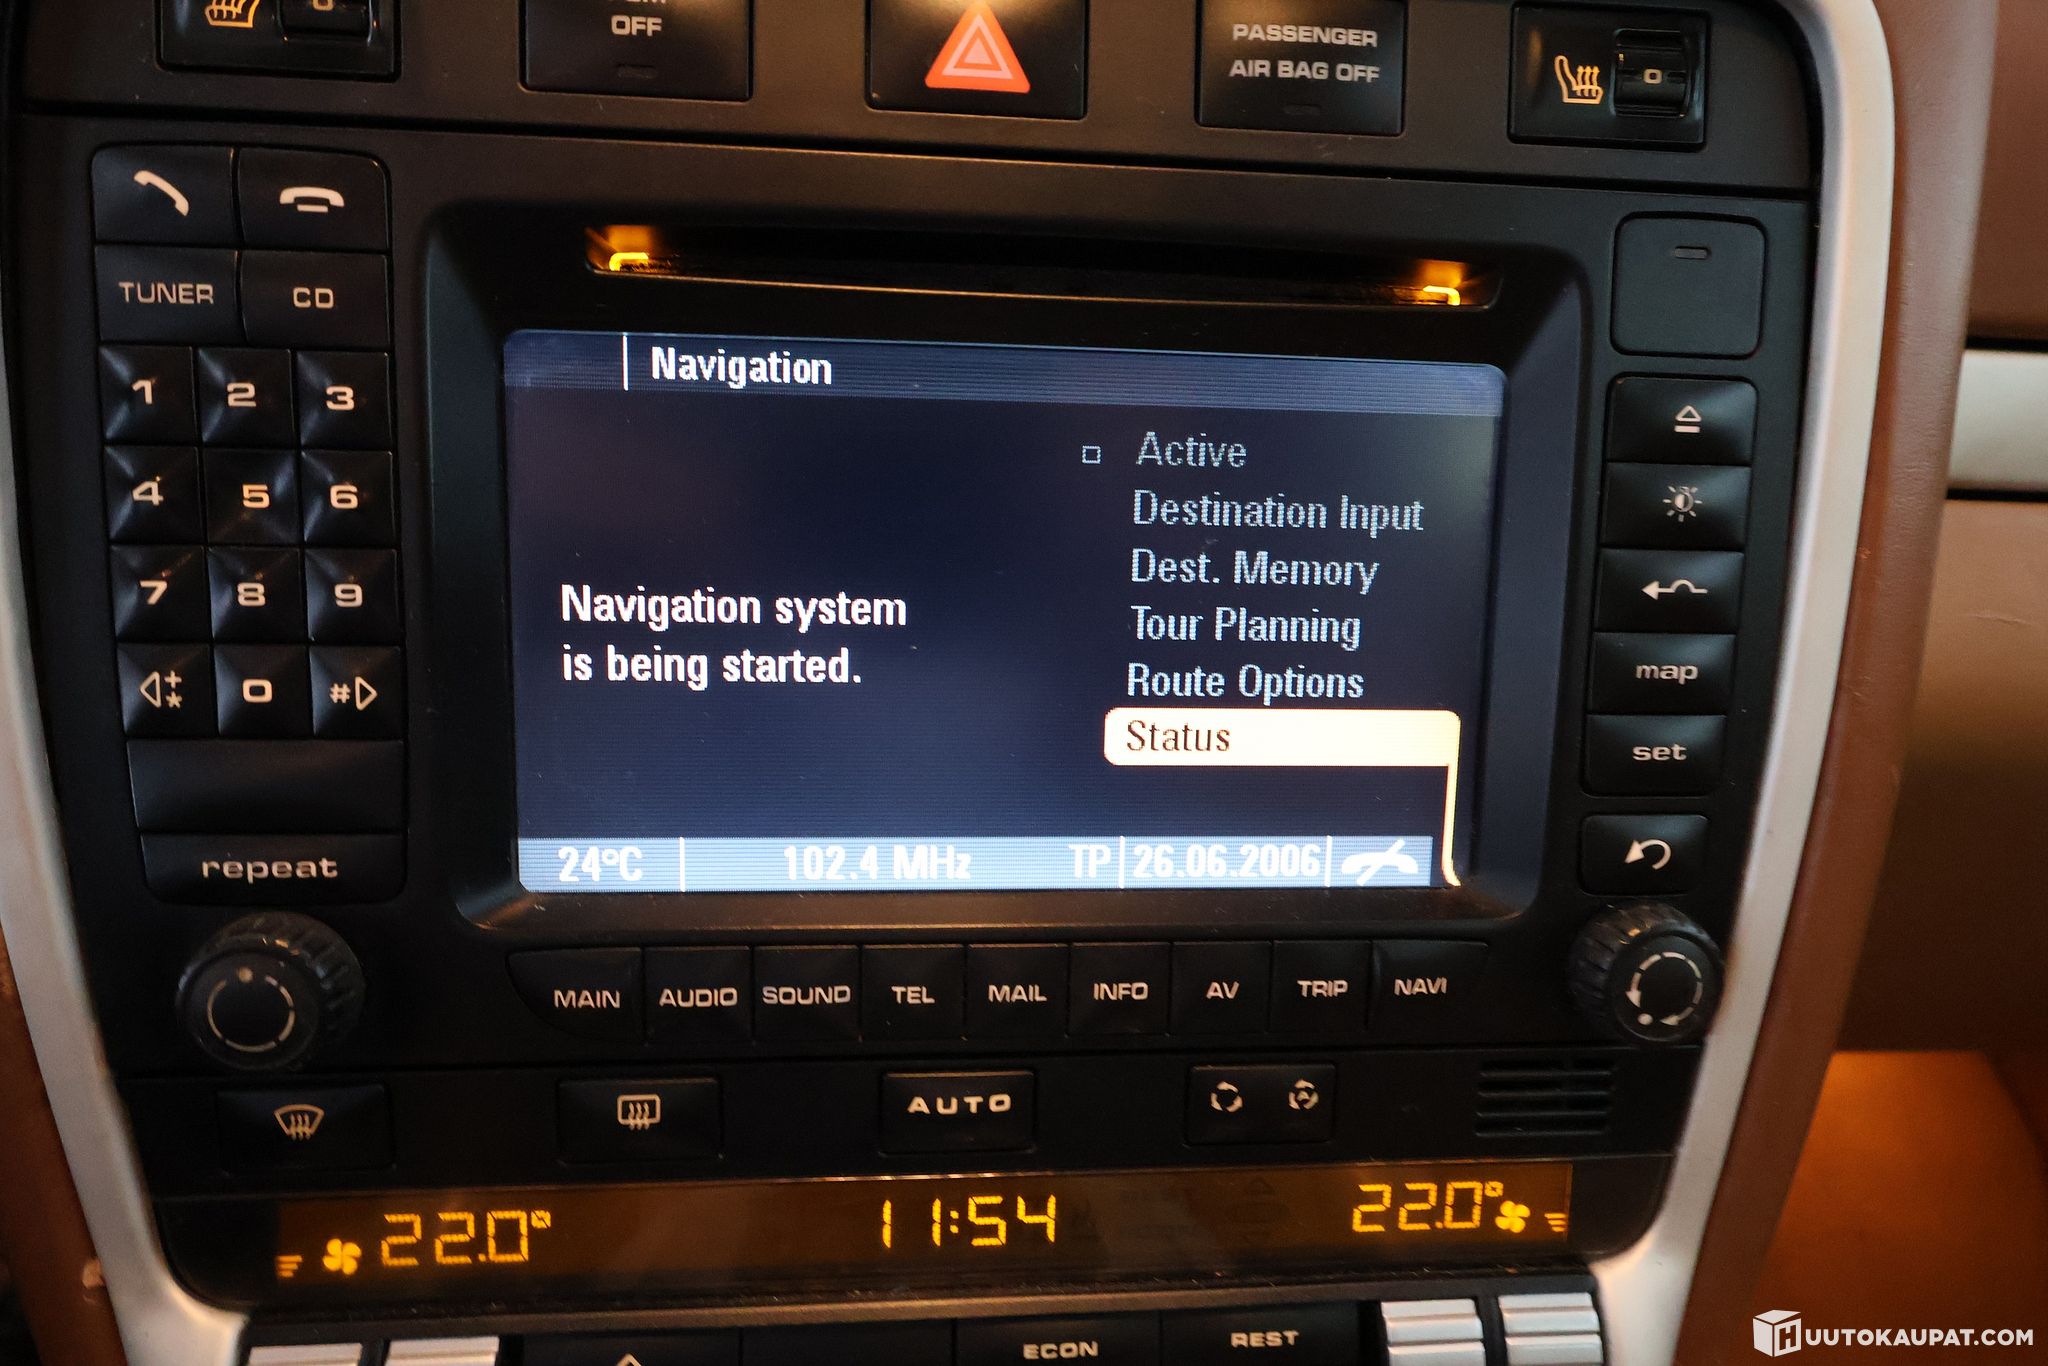 OFF
PASSENGER
AIR BAG OFF
0
0
TUNER CD
1 2 3
4 5 6
7 8 9
+
*
0 #
repeat
Navigation
Active
Destination Input
Dest. Memory
Tour Planning
Route Options
Status
Navigation system
is being started.
24°C 102.4 MHz TP 26.06.2006
map
set
MAIN AUDIO SOUND TEL MAIL INFO AV TRIP NAVI
AUTO
A
22.0° 11:54 22.0°
ECON REST
HUUTOKAUPAT.COM